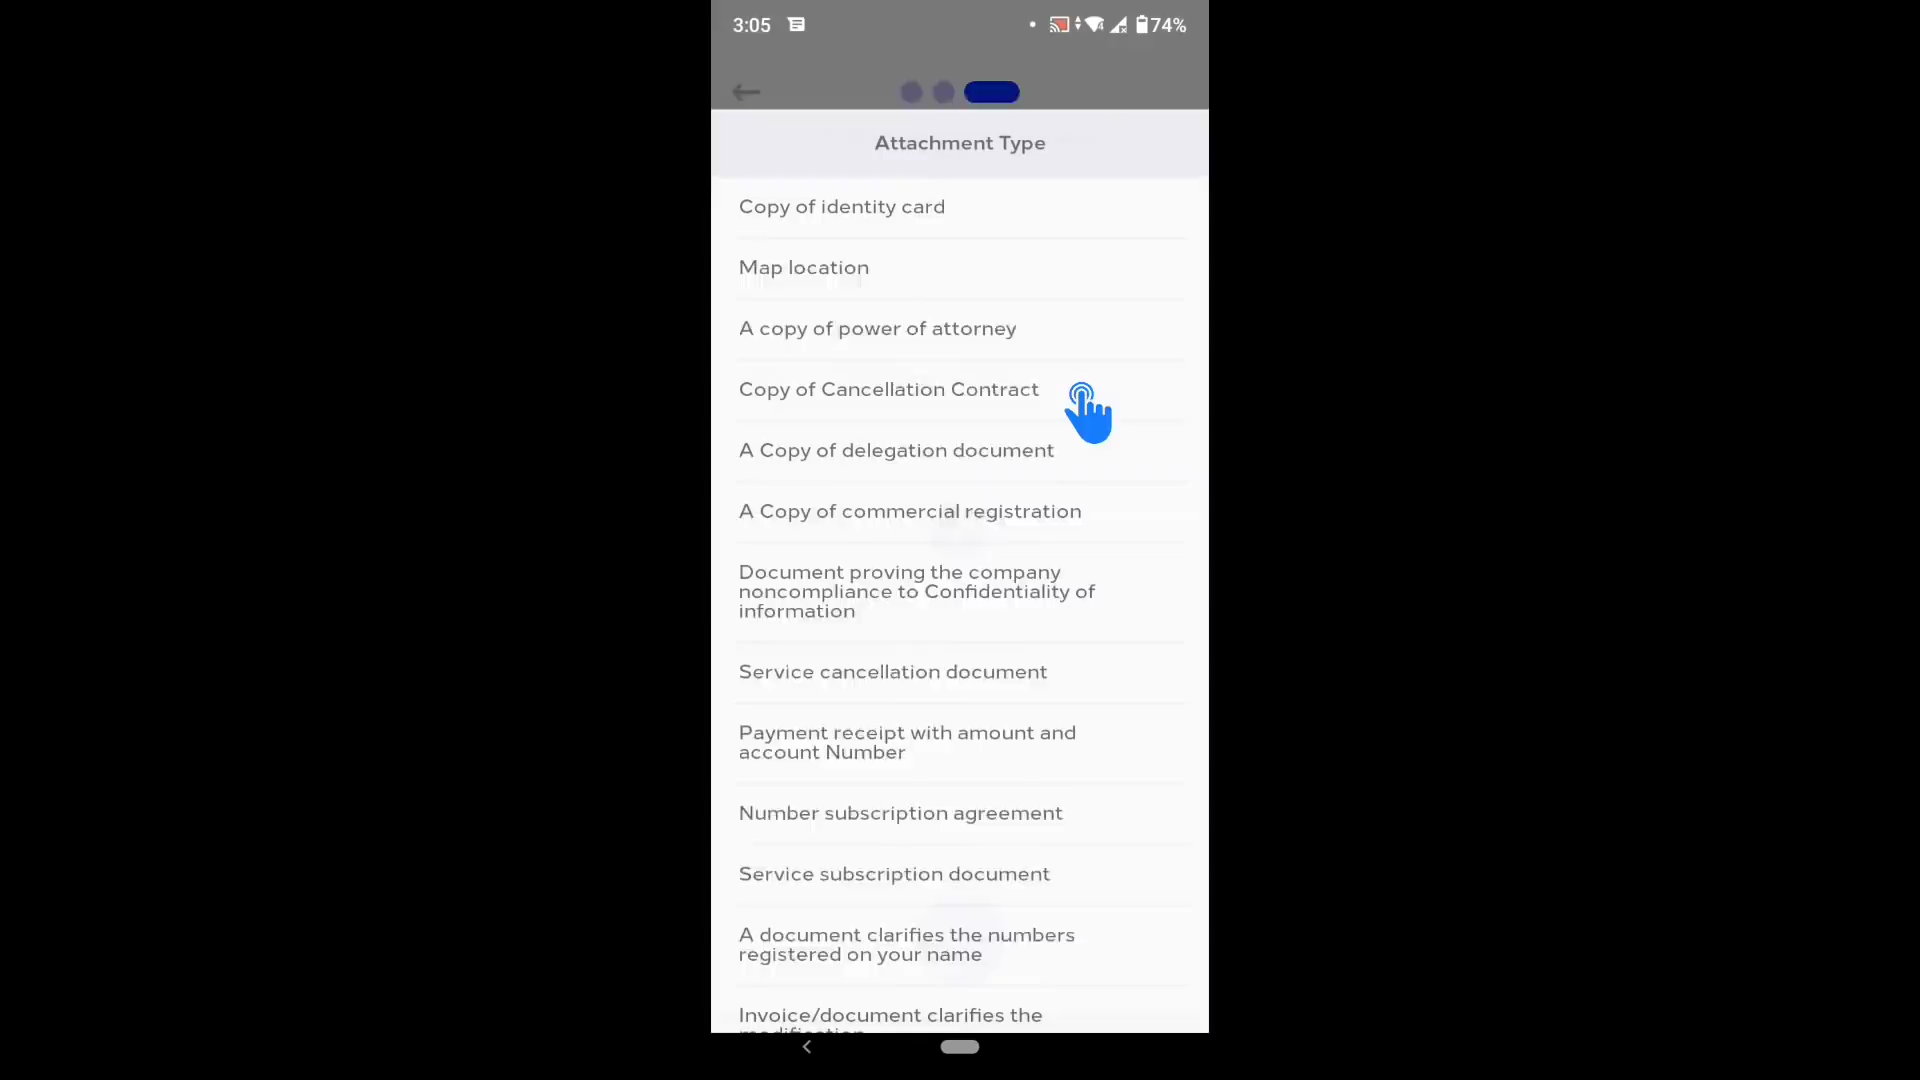 3:05
74%
Attachment Type
Copy of identity card
Map location
A copy of power of attorney
Copy of Cancellation Contract
A Copy of delegation document
A Copy of commercial registration
Document proving the company
noncompliance to Confidentiality of
information
Service cancellation document
Payment receipt with amount and
account Number
Number subscription agreement
Service subscription document
A document clarifies the numbers
registered on your name
Invoice/document clarifies the